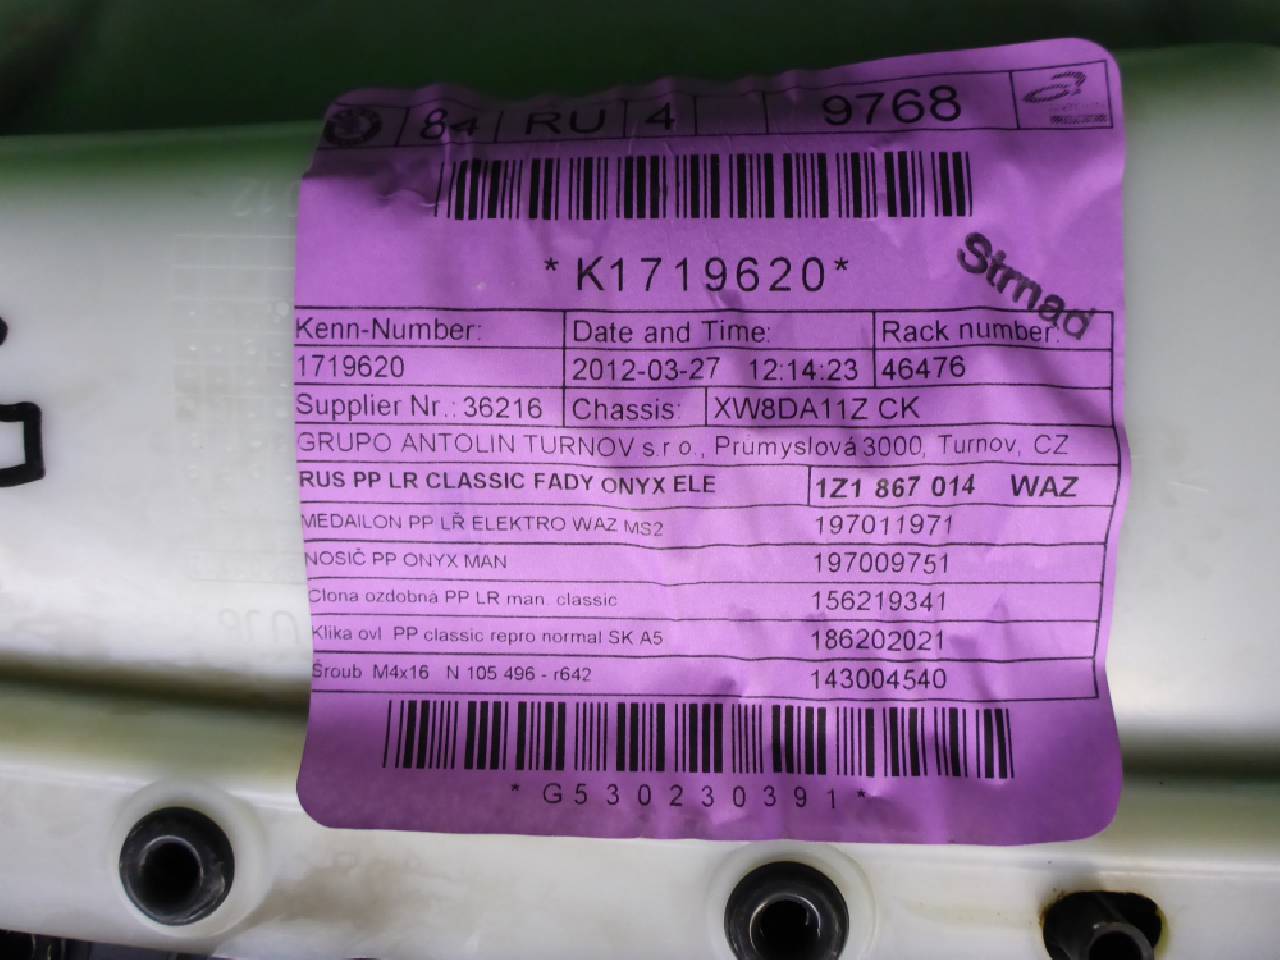 84 RU 4 9768
*K1719620*
Strnad
Kenn-Number: Date and Time: Rack number:
1719620 2012-03-27 12:14:23 46476
Supplier Nr.: 36216 Chassis: XW8DA11Z CK
GRUPO ANTOLIN TURNOV s.r.o., Průmyslová 3000, Turnov, CZ
RUS PP LR CLASSIC FADY ONYX ELE 1Z1 867 014 WAZ
MEDAILON PP LŘ ELEKTRO WAZ MS2 197011971
NOSIČ PP ONYX MAN 197009751
Clona ozdobná PP LR man. classic 156219341
Klika ovl PP classic repro normal SK A5 186202021
Šroub M4x16 N 105 496 - r642 143004540
*G530230391*